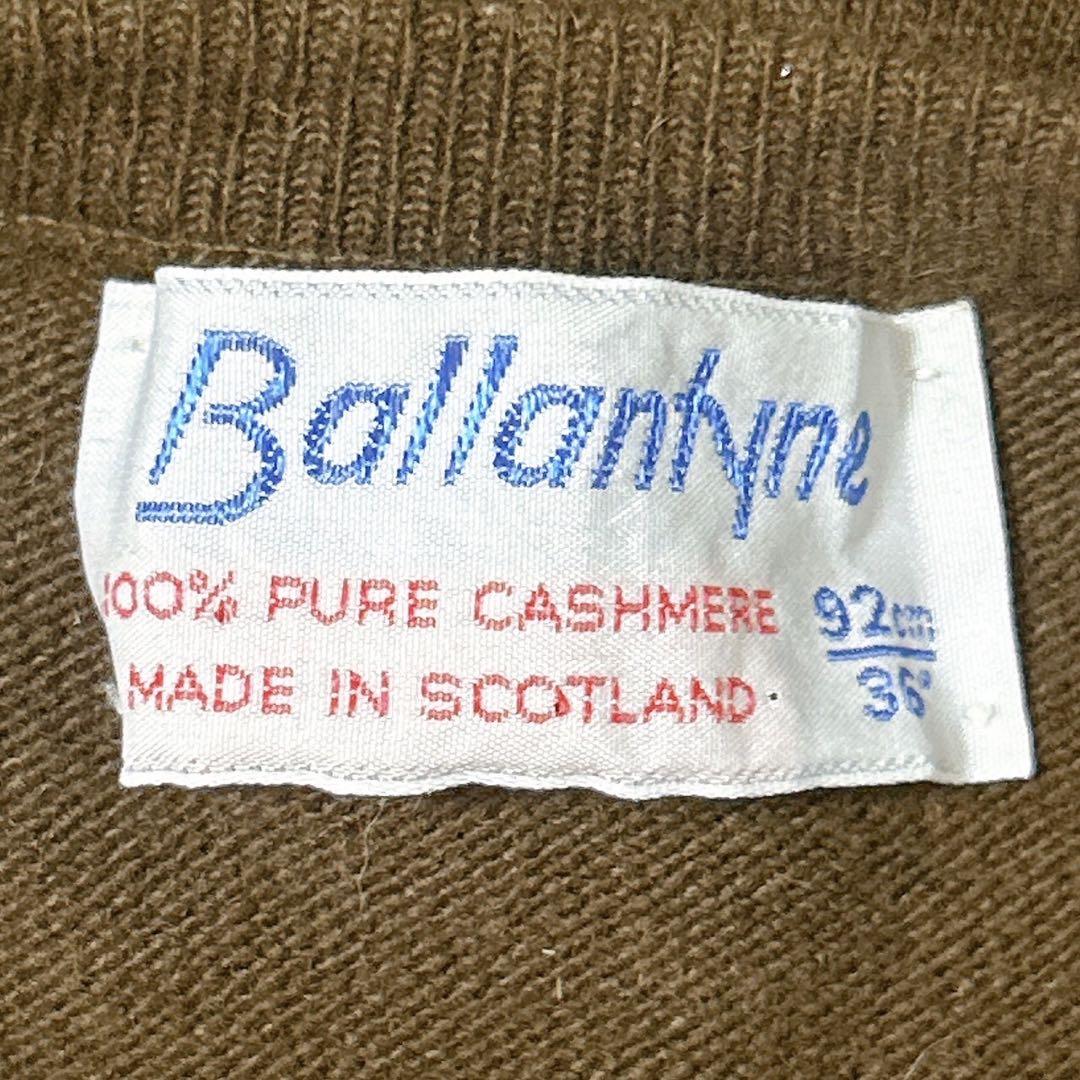 Ballantyne
100% PURE CASHMERE
MADE IN SCOTLAND
92cm
36"